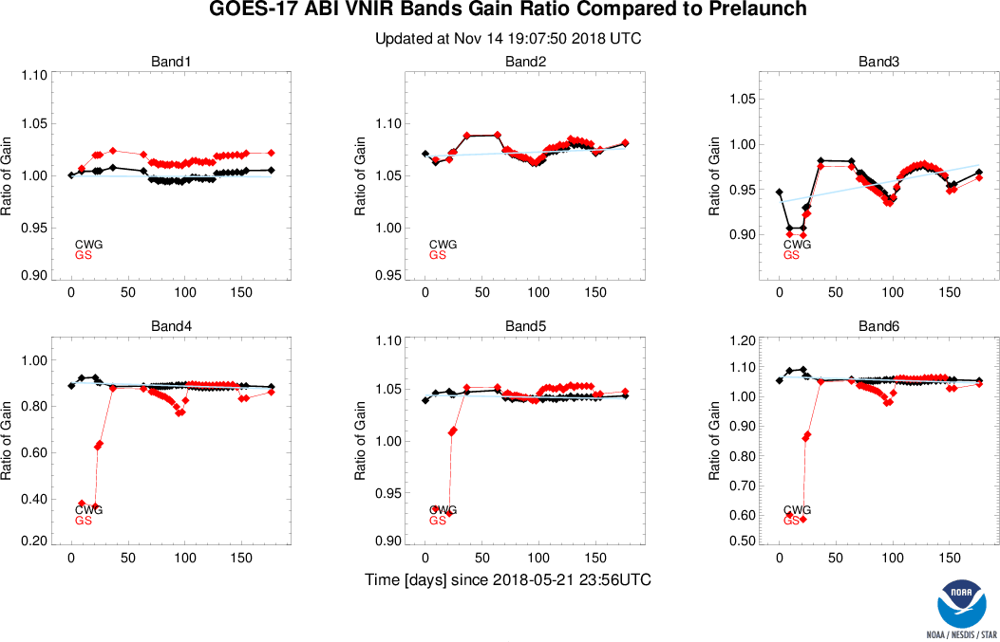 GOES-17 ABI VNIR Bands Gain Ratio Compared to Prelaunch
Updated at Nov 14 19:07:50 2018 UTC
Band1
Ratio of Gain
1.10
1.05
1.00
0.95
0.90
CWG
GS
0 50 100 150
Band2
Ratio of Gain
1.10
1.05
1.00
0.95
CWG
GS
0 50 100 150
Band3
Ratio of Gain
1.05
1.00
0.95
0.90
CWG
GS
0 50 100 150
Band4
Ratio of Gain
1.00
0.80
0.60
0.40
0.20
CWG
GS
0 50 100 150
Band5
Ratio of Gain
1.10
1.05
1.00
0.95
0.90
CWG
GS
0 50 100 150
Band6
Ratio of Gain
1.20
1.10
1.00
0.90
0.80
0.70
0.60
0.50
CWG
GS
0 50 100 150
Time [days] since 2018-05-21 23:56UTC
NOAA
NOAA / NESDIS / STAR